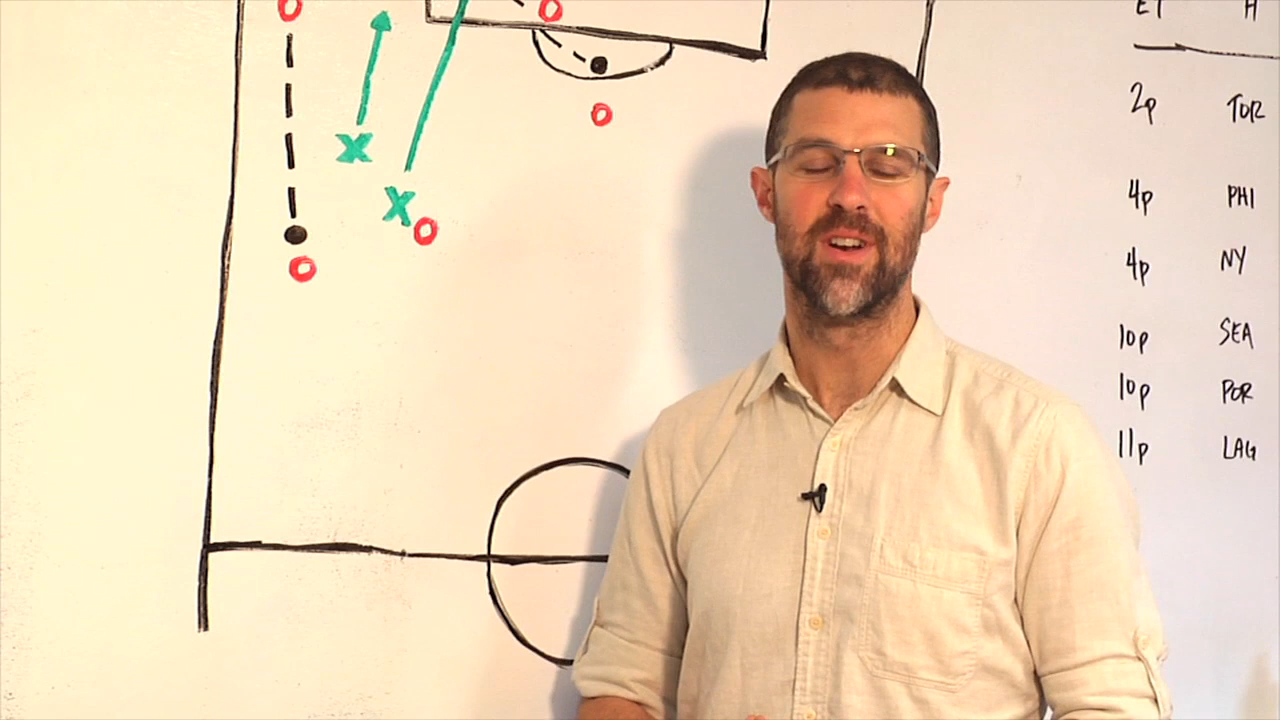 ET H
2p TOR
4p PHI
4p NY
10p SEA
10p POR
11p LAG
X
X
O
O
O
O
O